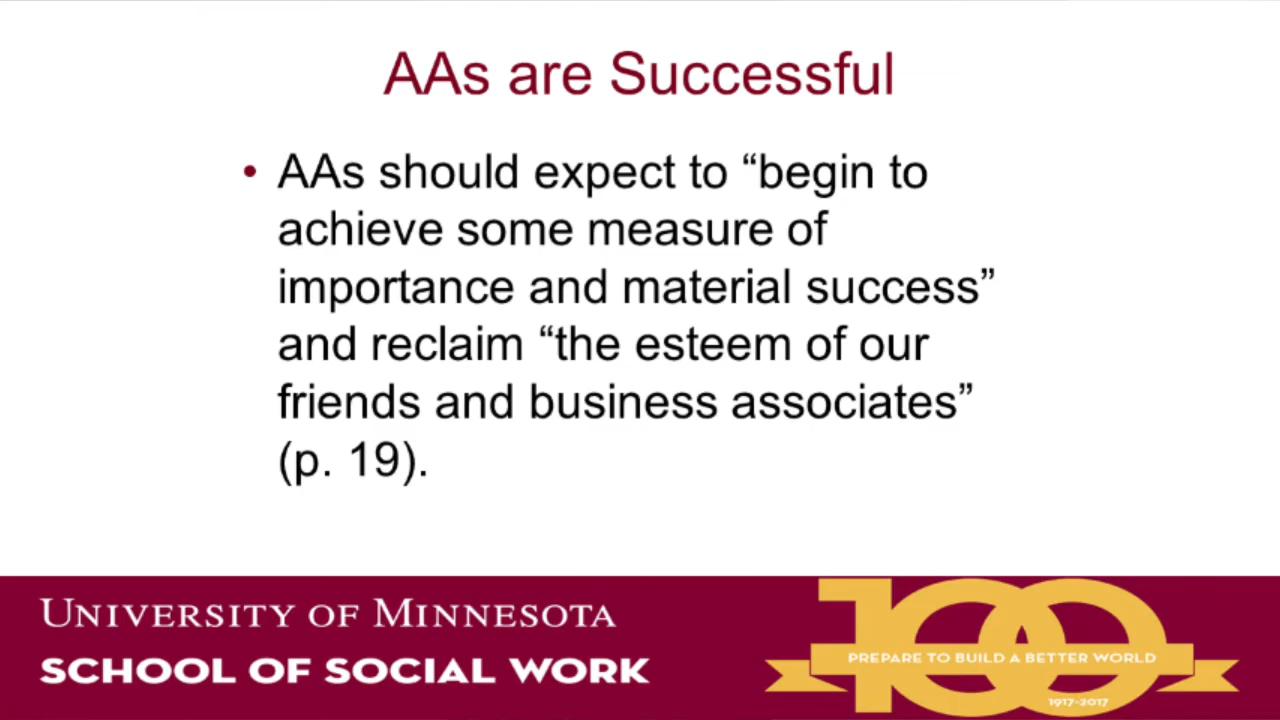 AAs are Successful
• AAs should expect to “begin to
achieve some measure of
importance and material success”
and reclaim “the esteem of our
friends and business associates”
(p. 19).
UNIVERSITY OF MINNESOTA
SCHOOL OF SOCIAL WORK
100
PREPARE TO BUILD A BETTER WORLD
1917-2017